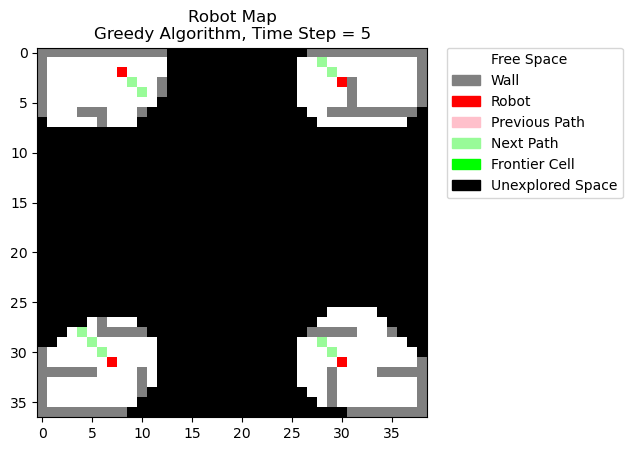 Robot Map
Greedy Algorithm, Time Step = 5
Free Space
Wall
Robot
Previous Path
Next Path
Frontier Cell
Unexplored Space
0
5
10
15
20
25
30
35
0 5 10 15 20 25 30 35